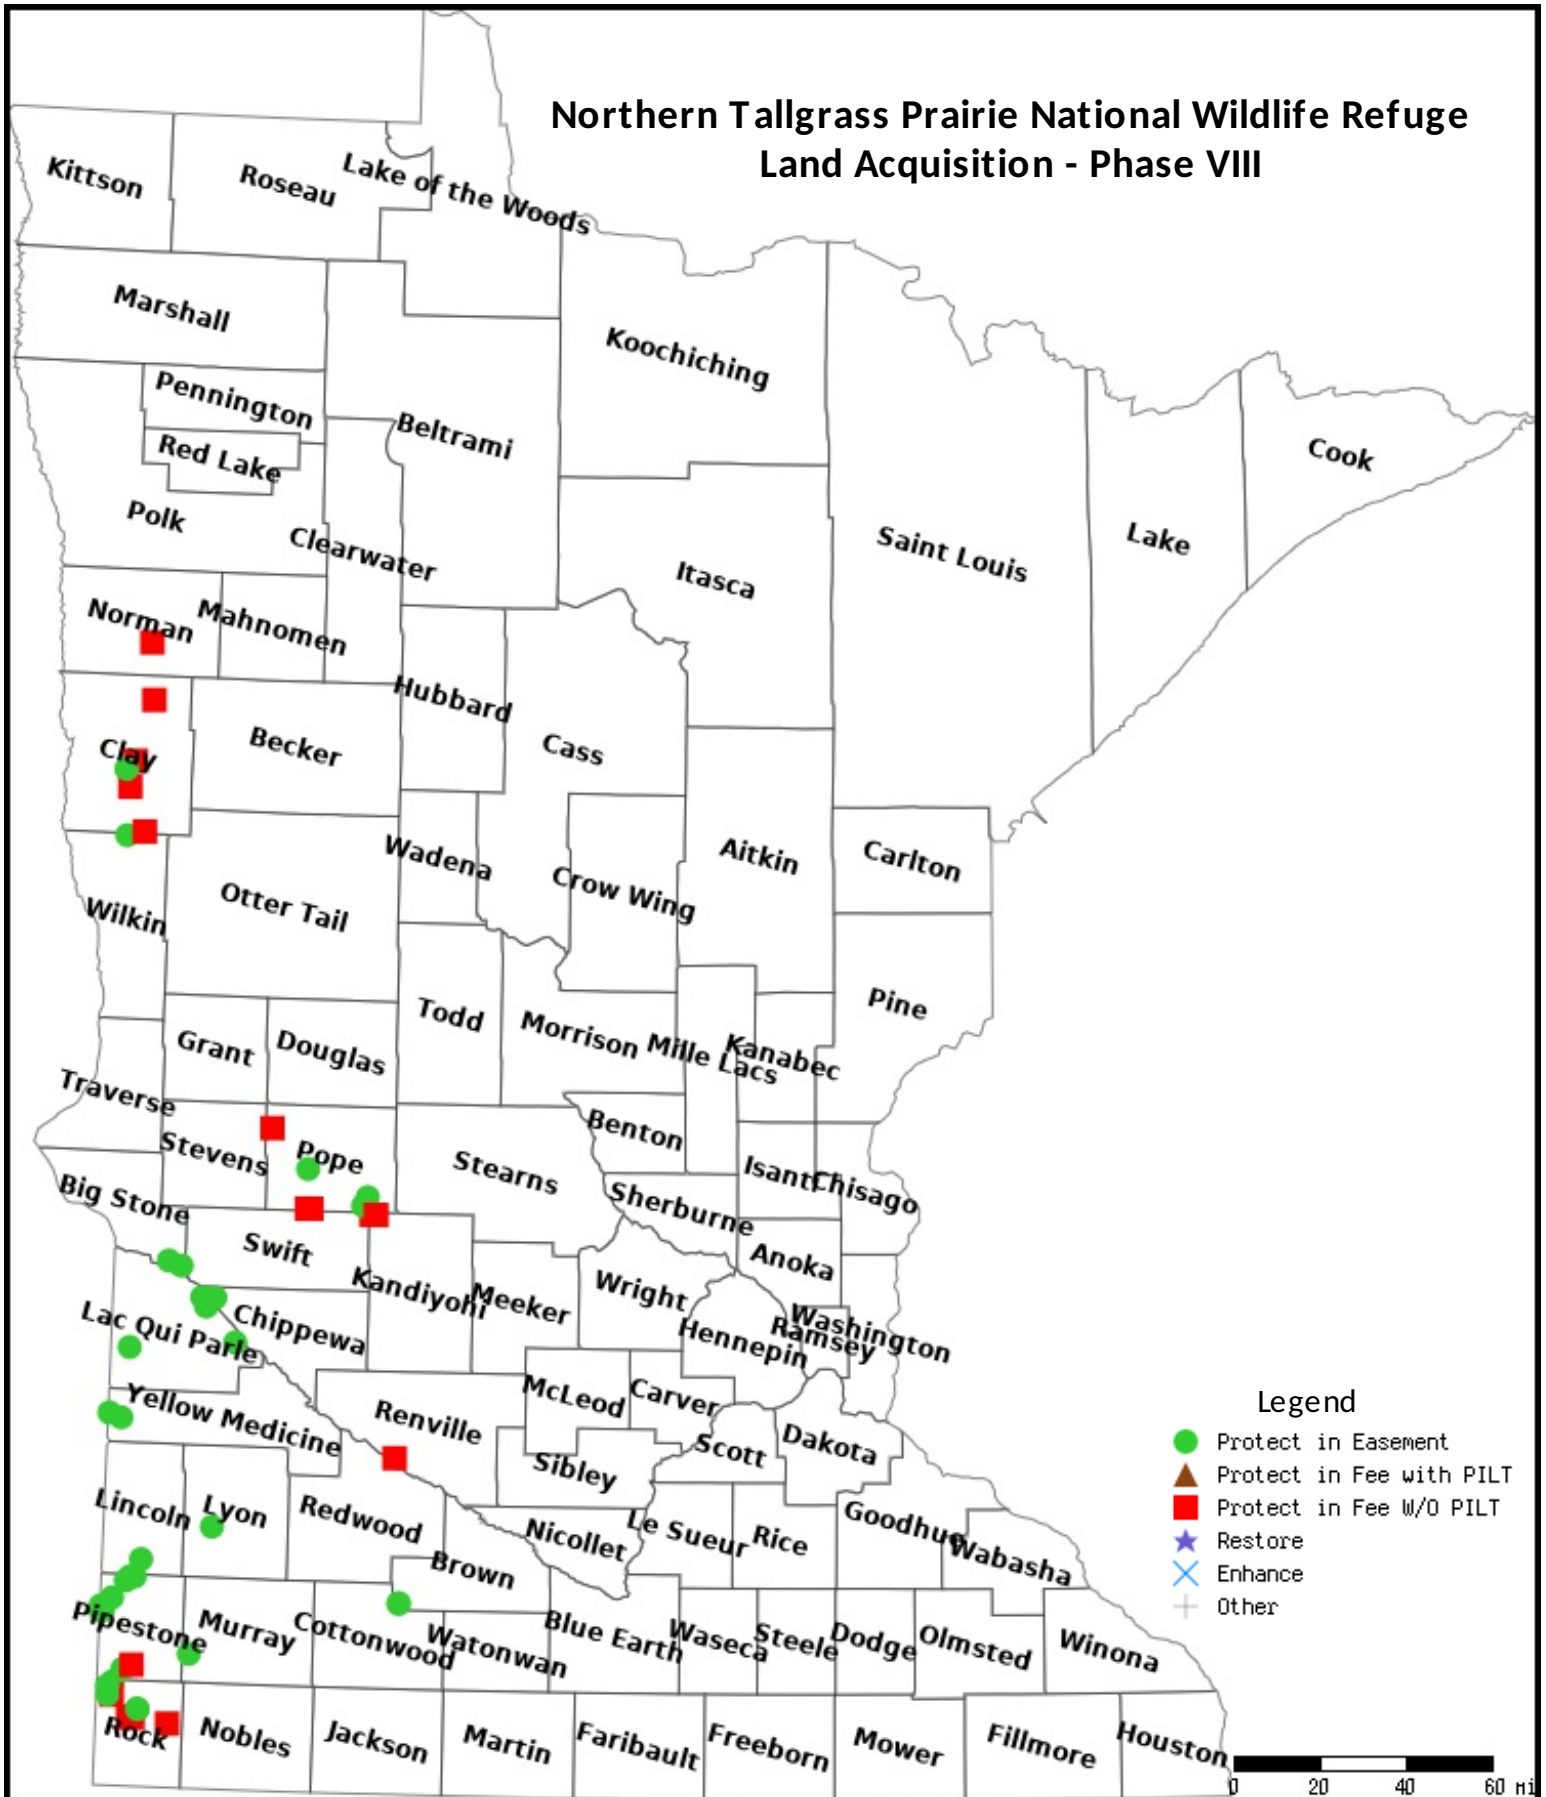 Northern Tallgrass Prairie National Wildlife Refuge
Land Acquisition - Phase VIII
Kittson
Roseau
Lake of the Woods
Marshall
Koochiching
Pennington
Beltrami
Red Lake
Cook
Polk
Clearwater
Saint Louis
Lake
Itasca
Norman
Mahnomen
Hubbard
Clay
Becker
Cass
Wadena
Aitkin
Carlton
Crow Wing
Otter Tail
Wilkin
Pine
Todd
Morrison
Mille Lacs
Kanabec
Grant
Douglas
Traverse
Stevens
Pope
Benton
Stearns
Isanti
Chisago
Big Stone
Sherburne
Swift
Anoka
Kandiyohi
Meeker
Wright
Lac Qui Parle
Chippewa
Hennepin
Ramsey
Washington
McLeod
Carver
Yellow Medicine
Renville
Scott
Dakota
Sibley
Lincoln
Lyon
Redwood
Nicollet
Le Sueur
Rice
Goodhue
Wabasha
Brown
Pipestone
Murray
Cottonwood
Watonwan
Blue Earth
Waseca
Steele
Dodge
Olmsted
Winona
Rock
Nobles
Jackson
Martin
Faribault
Freeborn
Mower
Fillmore
Houston
Legend
Protect in Easement
Protect in Fee with PILT
Protect in Fee W/O PILT
Restore
Enhance
Other
0 20 40 60 mi